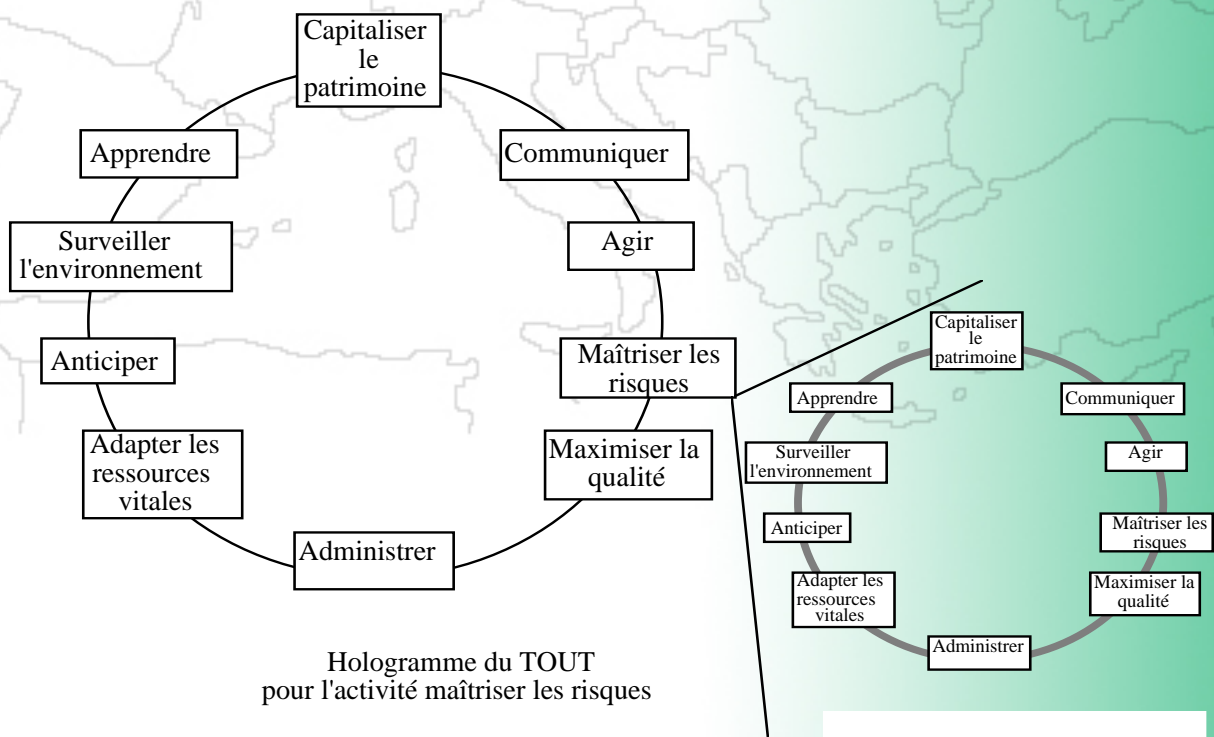 Capitaliser
le
patrimoine
Apprendre
Communiquer
Surveiller
l'environnement
Agir
Anticiper
Maîtriser les
risques
Adapter les
ressources
vitales
Maximiser la
qualité
Administrer
Hologramme du TOUT
pour l'activité maîtriser les risques
Capitaliser
le
patrimoine
Apprendre
Communiquer
Surveiller
l'environnement
Agir
Anticiper
Maîtriser les
risques
Adapter les
ressources
vitales
Maximiser la
qualité
Administrer